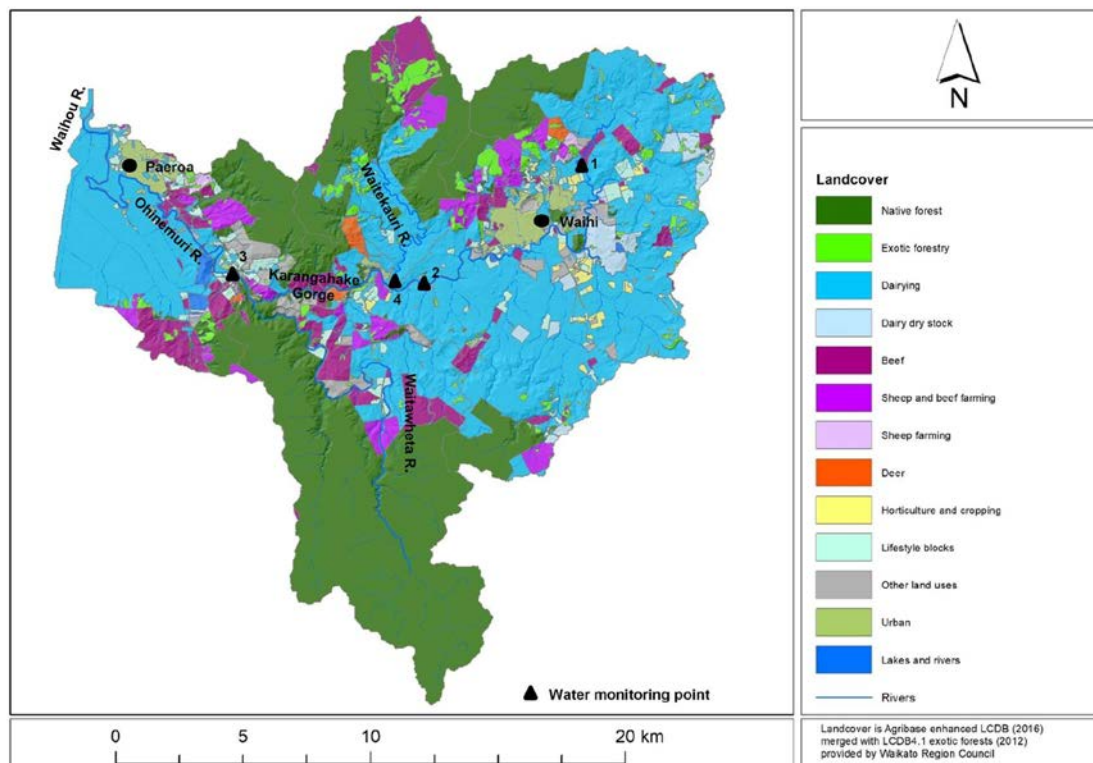 N
Waihou R.
Paeroa
Ohinemuri R.
Waitekauri R.
1
Waihi
3
Karangahake
Gorge
4
2
Waitawheta R.
Water monitoring point
0 5 10 20 km
Landcover
Native forest
Exotic forestry
Dairying
Dairy dry stock
Beef
Sheep and beef farming
Sheep farming
Deer
Horticulture and cropping
Lifestyle blocks
Other land uses
Urban
Lakes and rivers
Rivers
Landcover is Agribase enhanced LCDB (2016)
merged with LCDB4.1 exotic forests (2012)
provided by Waikato Region Council